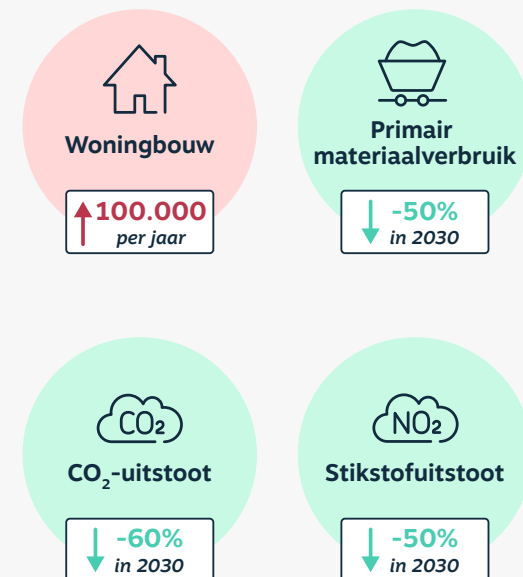 Woningbouw
100.000
per jaar
Primair
materiaalverbruik
-50%
in 2030
CO2
CO₂-uitstoot
-60%
in 2030
NO2
Stikstofuitstoot
-50%
in 2030